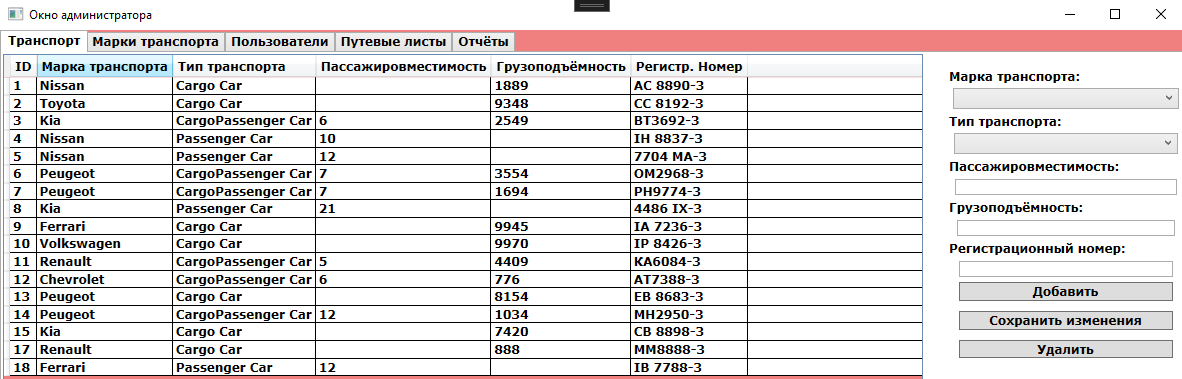 Окно администратора
Транспорт Марки транспорта Пользователи Путевые листы Отчёты
ID Марка транспорта Тип транспорта Пассажировместимость Грузоподъёмность Регистр. Номер
1 Nissan Cargo Car 1889 AC 8890-3
2 Toyota Cargo Car 9348 CC 8192-3
3 Kia CargoPassenger Car 6 2549 BT3692-3
4 Nissan Passenger Car 10 IH 8837-3
5 Nissan Passenger Car 12 7704 MA-3
6 Peugeot CargoPassenger Car 7 3554 OM2968-3
7 Peugeot CargoPassenger Car 7 1694 PH9774-3
8 Kia Passenger Car 21 4486 IX-3
9 Ferrari Cargo Car 9945 IA 7236-3
10 Volkswagen Cargo Car 9970 IP 8426-3
11 Renault CargoPassenger Car 5 4409 KA6084-3
12 Chevrolet CargoPassenger Car 6 776 AT7388-3
13 Peugeot Cargo Car 8154 EB 8683-3
14 Peugeot CargoPassenger Car 12 1034 MH2950-3
15 Kia Cargo Car 7420 CB 8898-3
17 Renault Cargo Car 888 MM8888-3
18 Ferrari Passenger Car 12 IB 7788-3
Марка транспорта:
Тип транспорта:
Пассажировместимость:
Грузоподъёмность:
Регистрационный номер:
Добавить
Сохранить изменения
Удалить